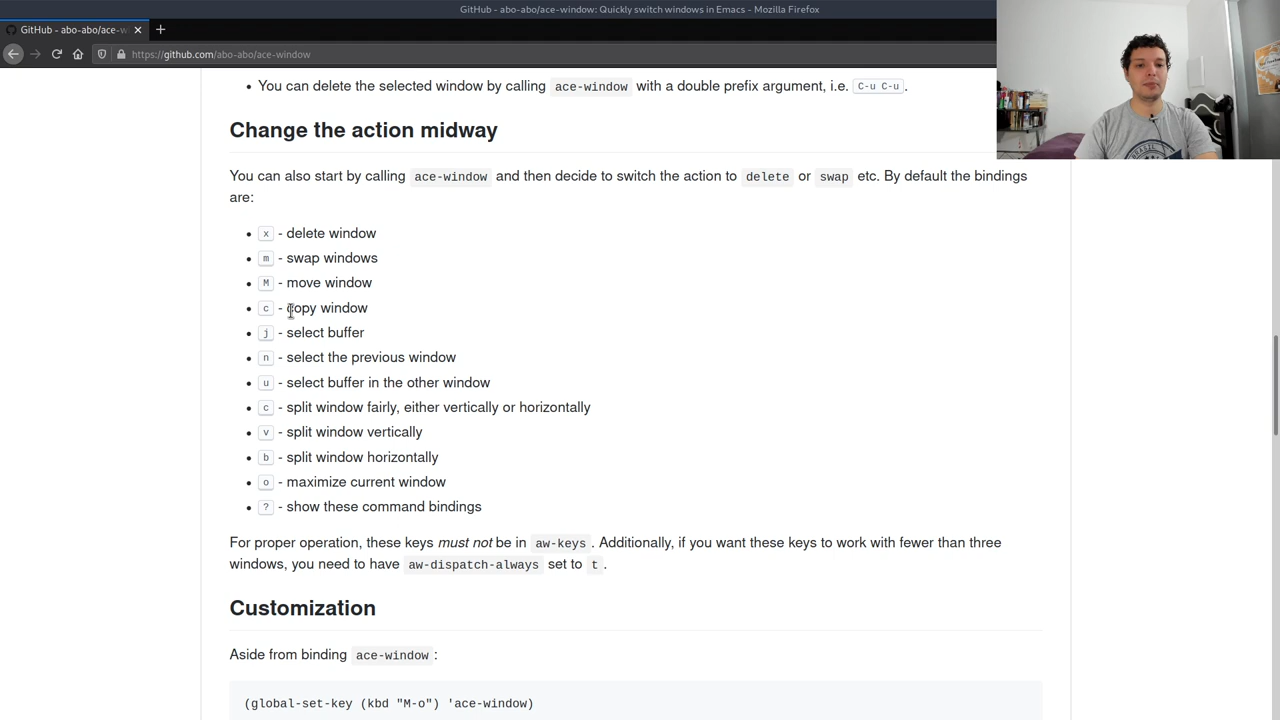 GitHub - abo-abo/ace-window: Quickly switch windows in Emacs - Mozilla Firefox
GitHub - abo-abo/ace-w
https://github.com/abo-abo/ace-window
• You can delete the selected window by calling ace-window with a double prefix argument, i.e. C-u C-u .
Change the action midway
You can also start by calling ace-window and then decide to switch the action to delete or swap etc. By default the bindings
are:
• x - delete window
• m - swap windows
• M - move window
• c - copy window
• j - select buffer
• n - select the previous window
• u - select buffer in the other window
• c - split window fairly, either vertically or horizontally
• v - split window vertically
• b - split window horizontally
• o - maximize current window
• ? - show these command bindings
For proper operation, these keys must not be in aw-keys . Additionally, if you want these keys to work with fewer than three
windows, you need to have aw-dispatch-always set to t .
Customization
Aside from binding ace-window :
(global-set-key (kbd "M-o") 'ace-window)
BRASIL